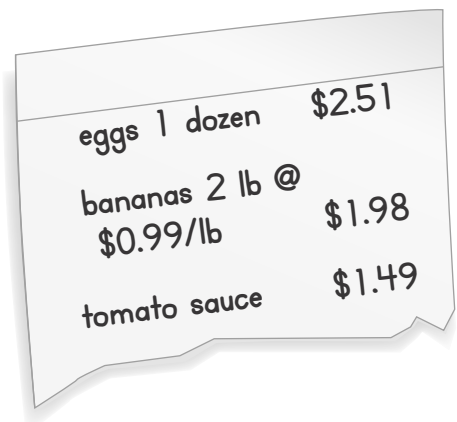 eggs 1 dozen $2.51
bananas 2 lb @
$0.99/lb $1.98
tomato sauce $1.49